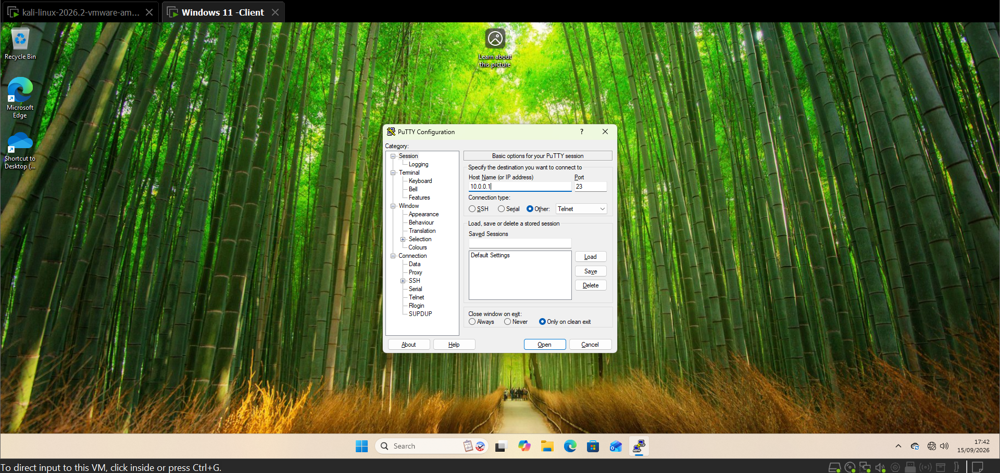 kali-linux-2026.2-vmware-am...
Windows 11 -Client
Recycle Bin
Learn about
this picture
Microsoft
Edge
Shortcut to
Desktop (...
PuTTY Configuration
?
Category:
Session
Logging
Terminal
Keyboard
Bell
Features
Window
Appearance
Behaviour
Translation
Selection
Colours
Connection
Data
Proxy
SSH
Serial
Telnet
Rlogin
SUPDUP
Basic options for your PuTTY session
Specify the destination you want to connect to
Host Name (or IP address) Port
10.0.0.1 23
Connection type:
SSH Serial Other: Telnet
Load, save or delete a stored session
Saved Sessions
Default Settings
Load
Save
Delete
Close window on exit:
Always Never Only on clean exit
About Help Open Cancel
Search
17:42
15/09/2026
To direct input to this VM, click inside or press Ctrl+G.